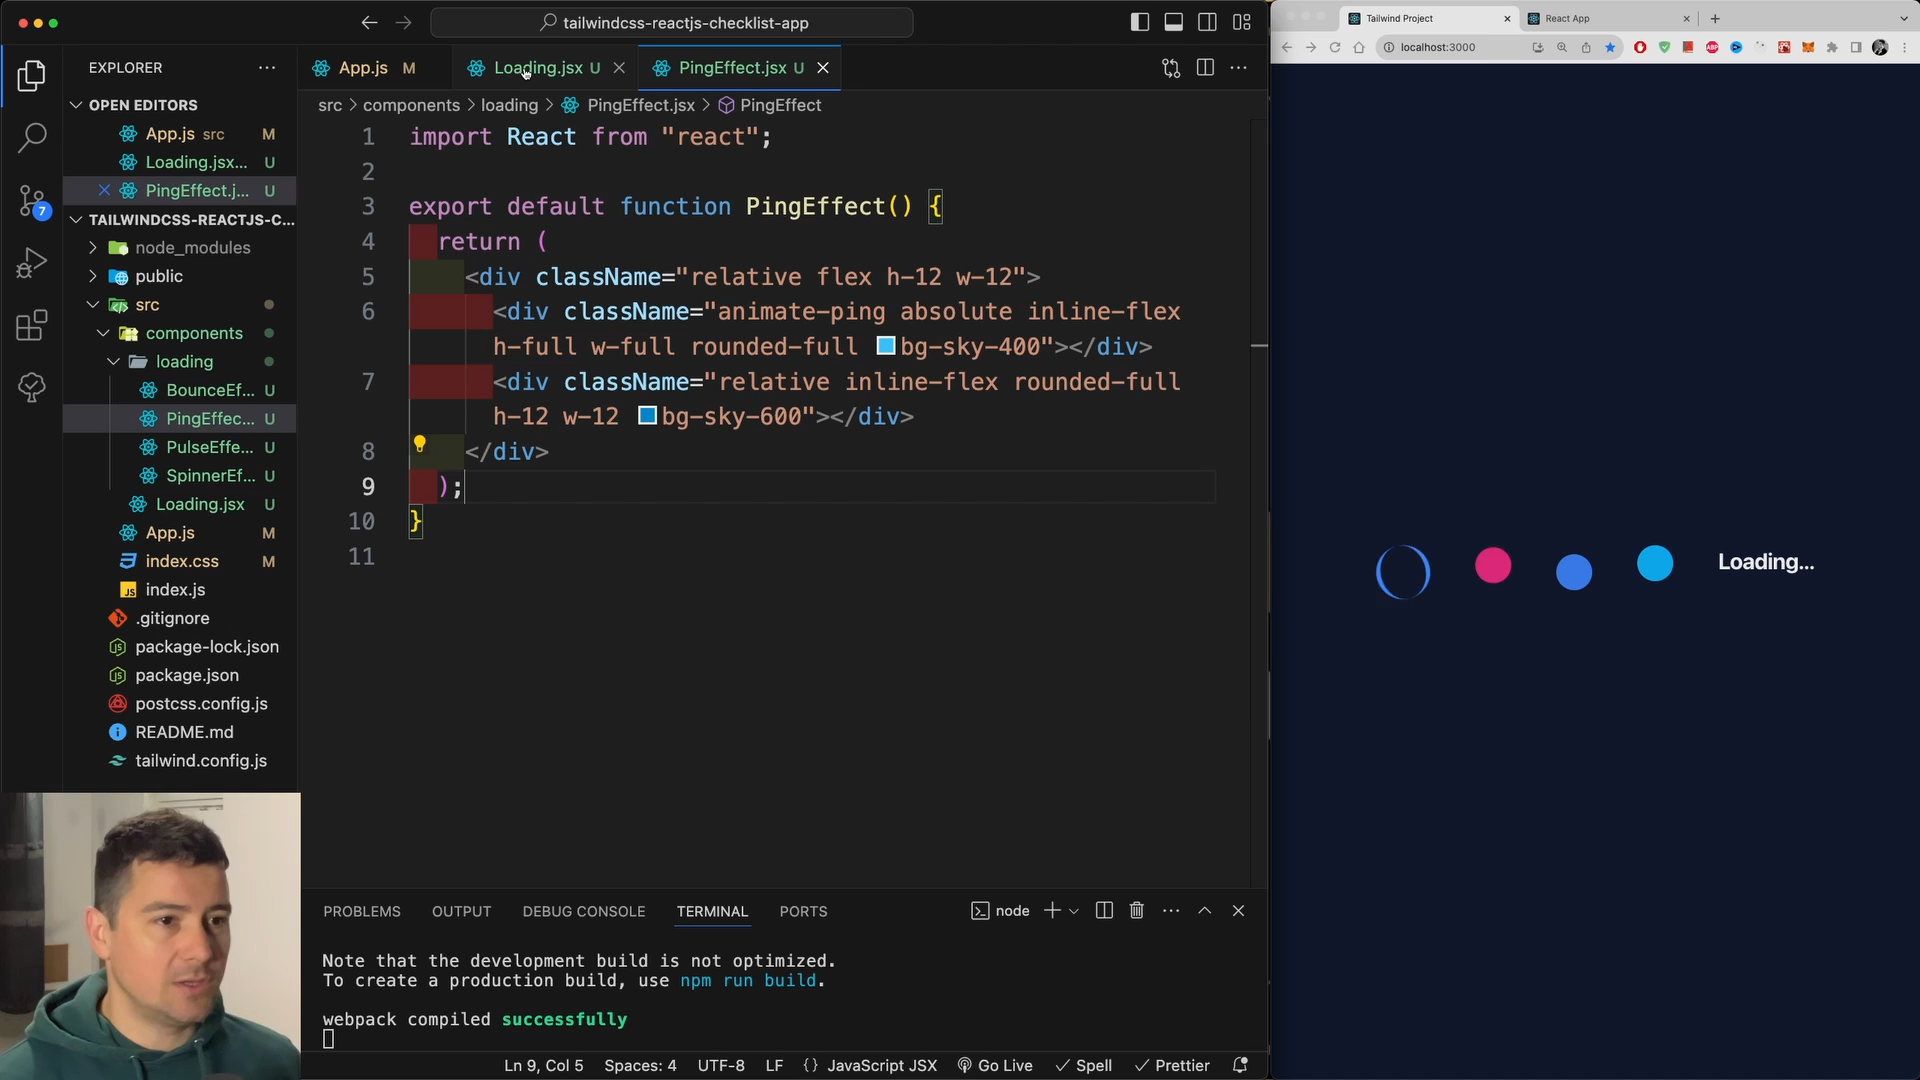 tailwindcss-reactjs-checklist-app
Tailwind Project
React App
localhost:3000
EXPLORER
App.js M
Loading.jsx U
PingEffect.jsx U
OPEN EDITORS
src > components > loading > PingEffect.jsx > PingEffect
App.js src M
Loading.jsx... U
PingEffect.j... U
TAILWINDCSS-REACTJS-C...
node_modules
public
src
components
loading
BounceEf... U
PingEffec... U
PulseEffe... U
SpinnerEf... U
Loading.jsx U
App.js M
index.css M
index.js
.gitignore
package-lock.json
package.json
postcss.config.js
README.md
tailwind.config.js
1 import React from "react";
2
3 export default function PingEffect() {
4 return (
5 <div className="relative flex h-12 w-12">
6 <div className="animate-ping absolute inline-flex
h-full w-full rounded-full bg-sky-400"></div>
7 <div className="relative inline-flex rounded-full
h-12 w-12 bg-sky-600"></div>
8 </div>
9 );
10 }
11
Loading...
PROBLEMS OUTPUT DEBUG CONSOLE TERMINAL PORTS
node
Note that the development build is not optimized.
To create a production build, use npm run build.
webpack compiled successfully
Ln 9, Col 5 Spaces: 4 UTF-8 LF {} JavaScript JSX Go Live Spell Prettier
7
ABP